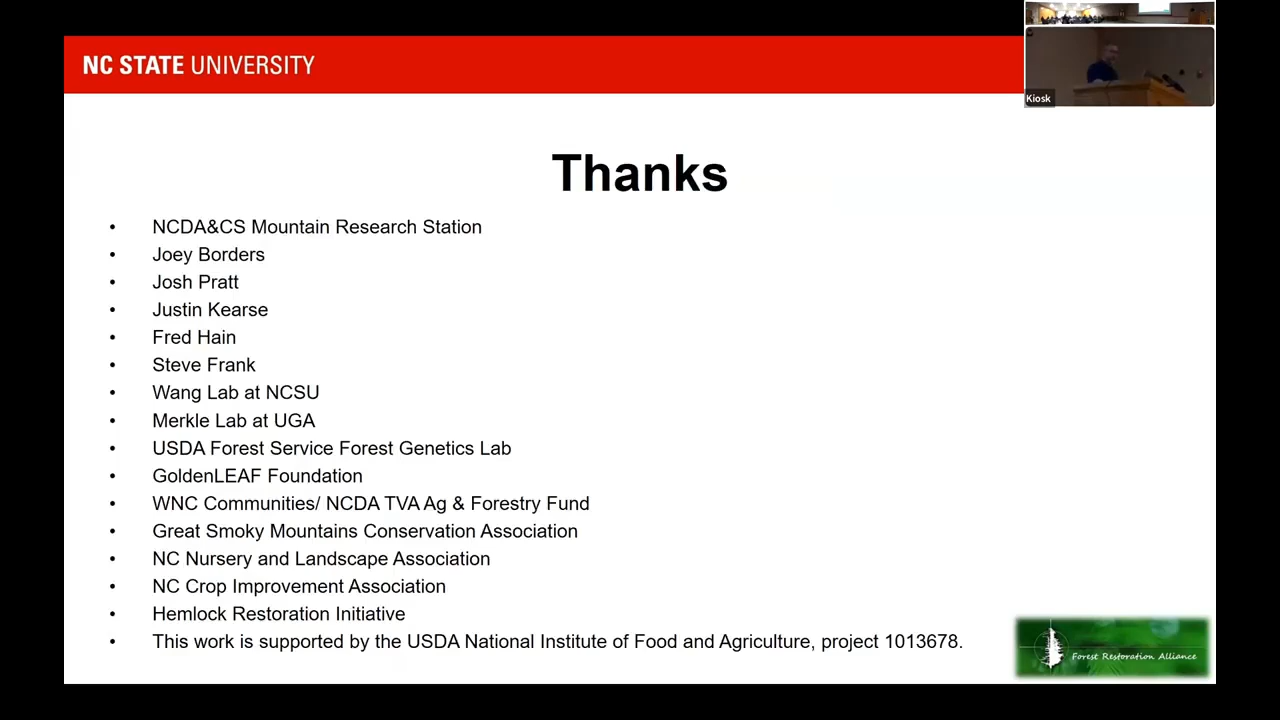 NC STATE UNIVERSITY
Kiosk
Thanks
• NCDA&CS Mountain Research Station
• Joey Borders
• Josh Pratt
• Justin Kearse
• Fred Hain
• Steve Frank
• Wang Lab at NCSU
• Merkle Lab at UGA
• USDA Forest Service Forest Genetics Lab
• GoldenLEAF Foundation
• WNC Communities/ NCDA TVA Ag & Forestry Fund
• Great Smoky Mountains Conservation Association
• NC Nursery and Landscape Association
• NC Crop Improvement Association
• Hemlock Restoration Initiative
• This work is supported by the USDA National Institute of Food and Agriculture, project 1013678.
Forest Restoration Alliance